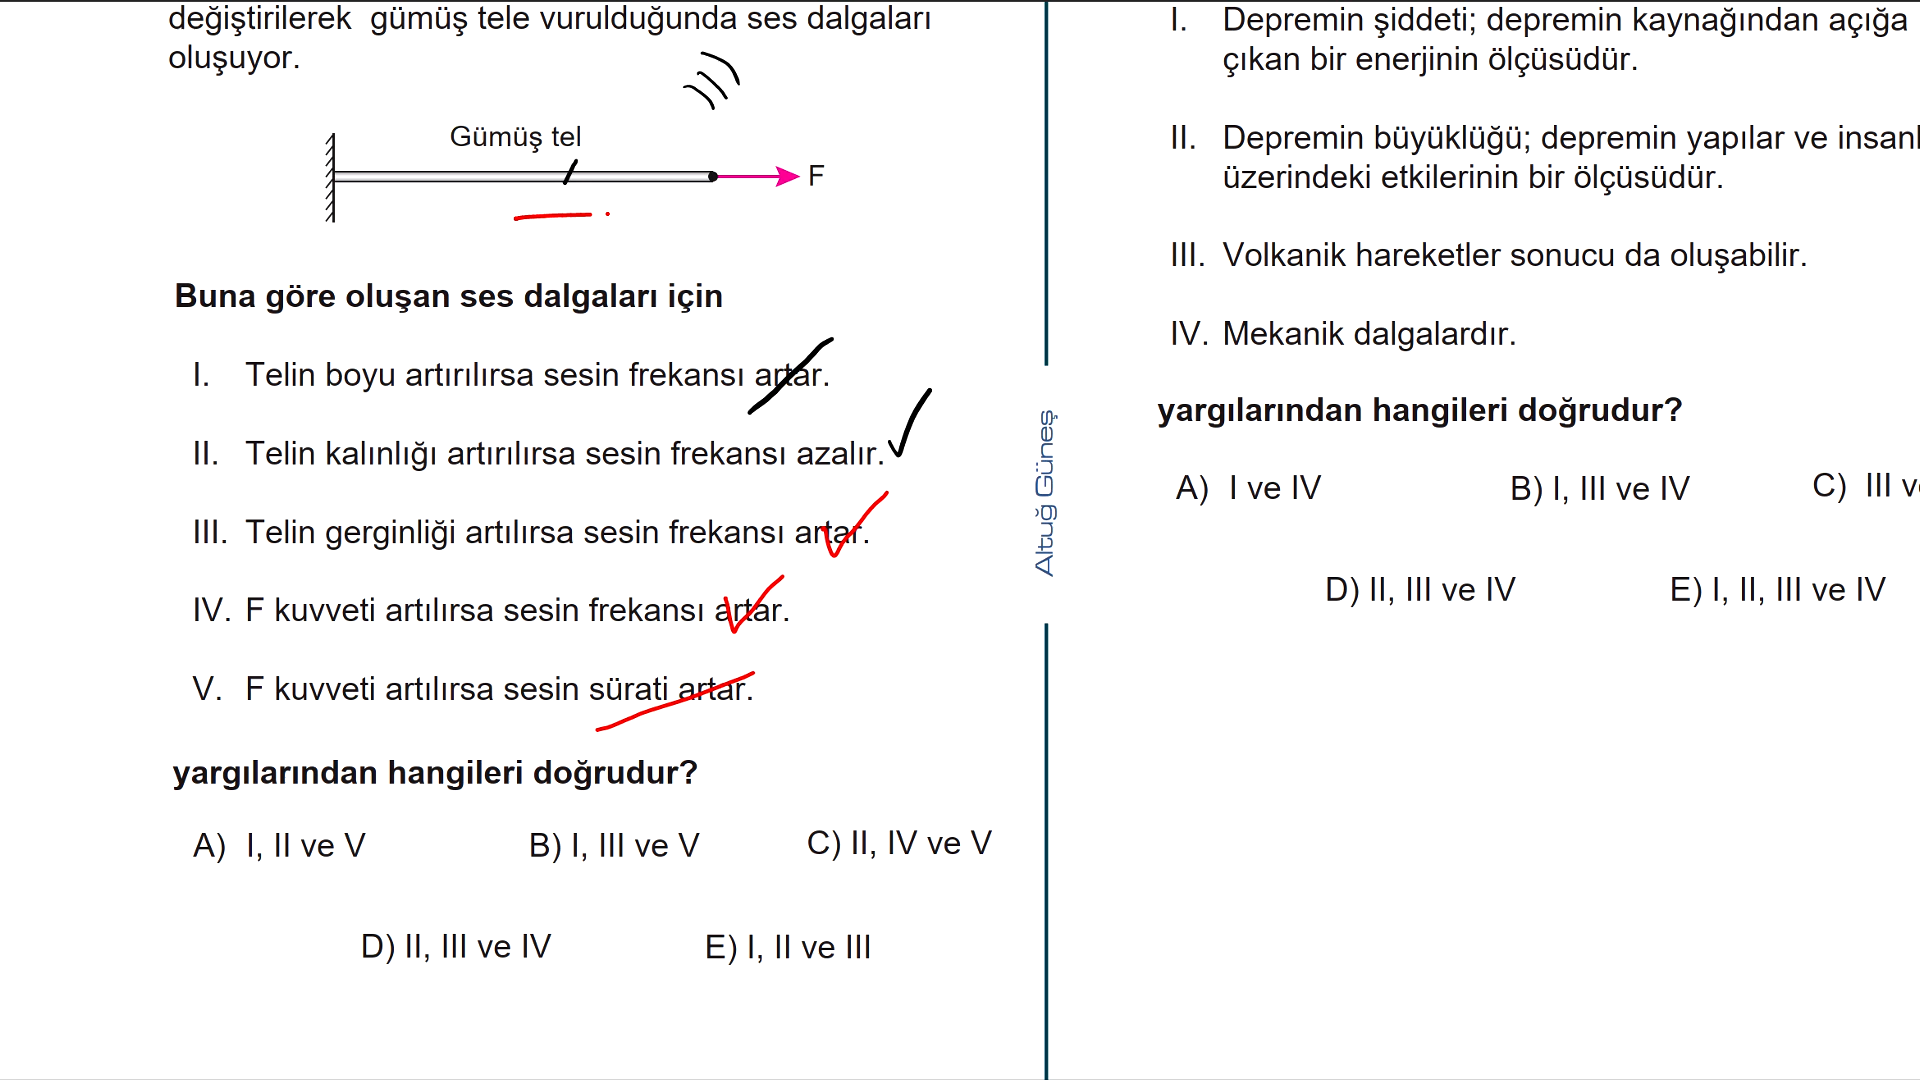 değiştirilerek gümüş tele vurulduğunda ses dalgaları
oluşuyor.
Gümüş tel
F
Buna göre oluşan ses dalgaları için
I. Telin boyu artırılırsa sesin frekansı artar.
II. Telin kalınlığı artırılırsa sesin frekansı azalır.
III. Telin gerginliği artılırsa sesin frekansı artar.
IV. F kuvveti artılırsa sesin frekansı artar.
V. F kuvveti artılırsa sesin sürati artar.
yargılarından hangileri doğrudur?
A) I, II ve V B) I, III ve V C) II, IV ve V
D) II, III ve IV E) I, II ve III
Altuğ Güneş
I. Depremin şiddeti; depremin kaynağından açığa
çıkan bir enerjinin ölçüsüdür.
II. Depremin büyüklüğü; depremin yapılar ve
üzerindeki etkilerinin bir ölçüsüdür.
III. Volkanik hareketler sonucu da oluşabilir.
IV. Mekanik dalgalardır.
yargılarından hangileri doğrudur?
A) I ve IV B) I, III ve IV C) III
D) II, III ve IV E) I, II, III ve IV